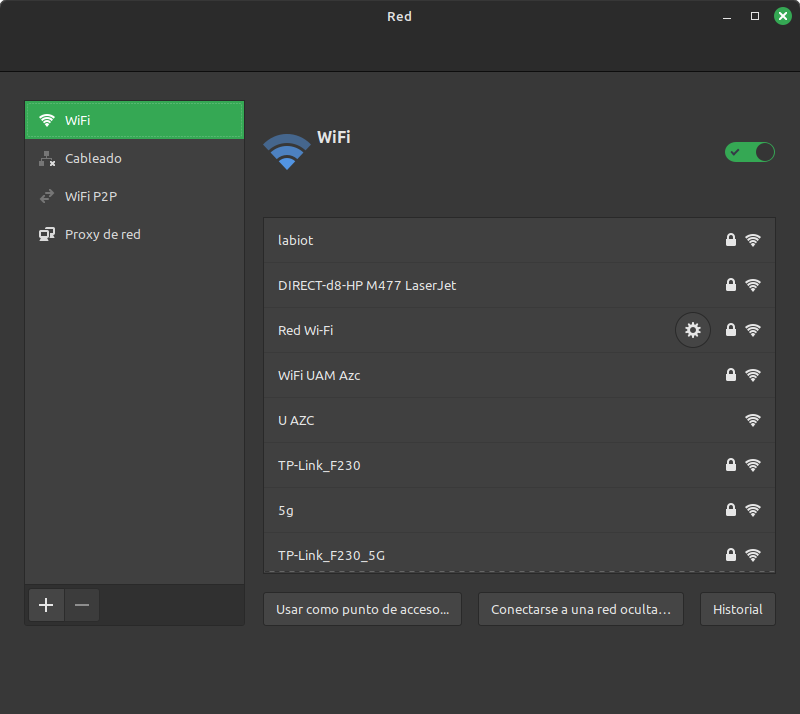 Red
WiFi
Cableado
WiFi P2P
Proxy de red
WiFi
labiot
DIRECT-d8-HP M477 LaserJet
Red Wi-Fi
WiFi UAM Azc
U AZC
TP-Link_F230
5g
TP-Link_F230_5G
Usar como punto de acceso...
Conectarse a una red oculta...
Historial